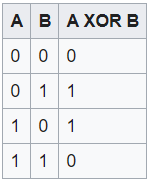 A B A XOR B
0 0 0
0 1 1
1 0 1
1 1 0